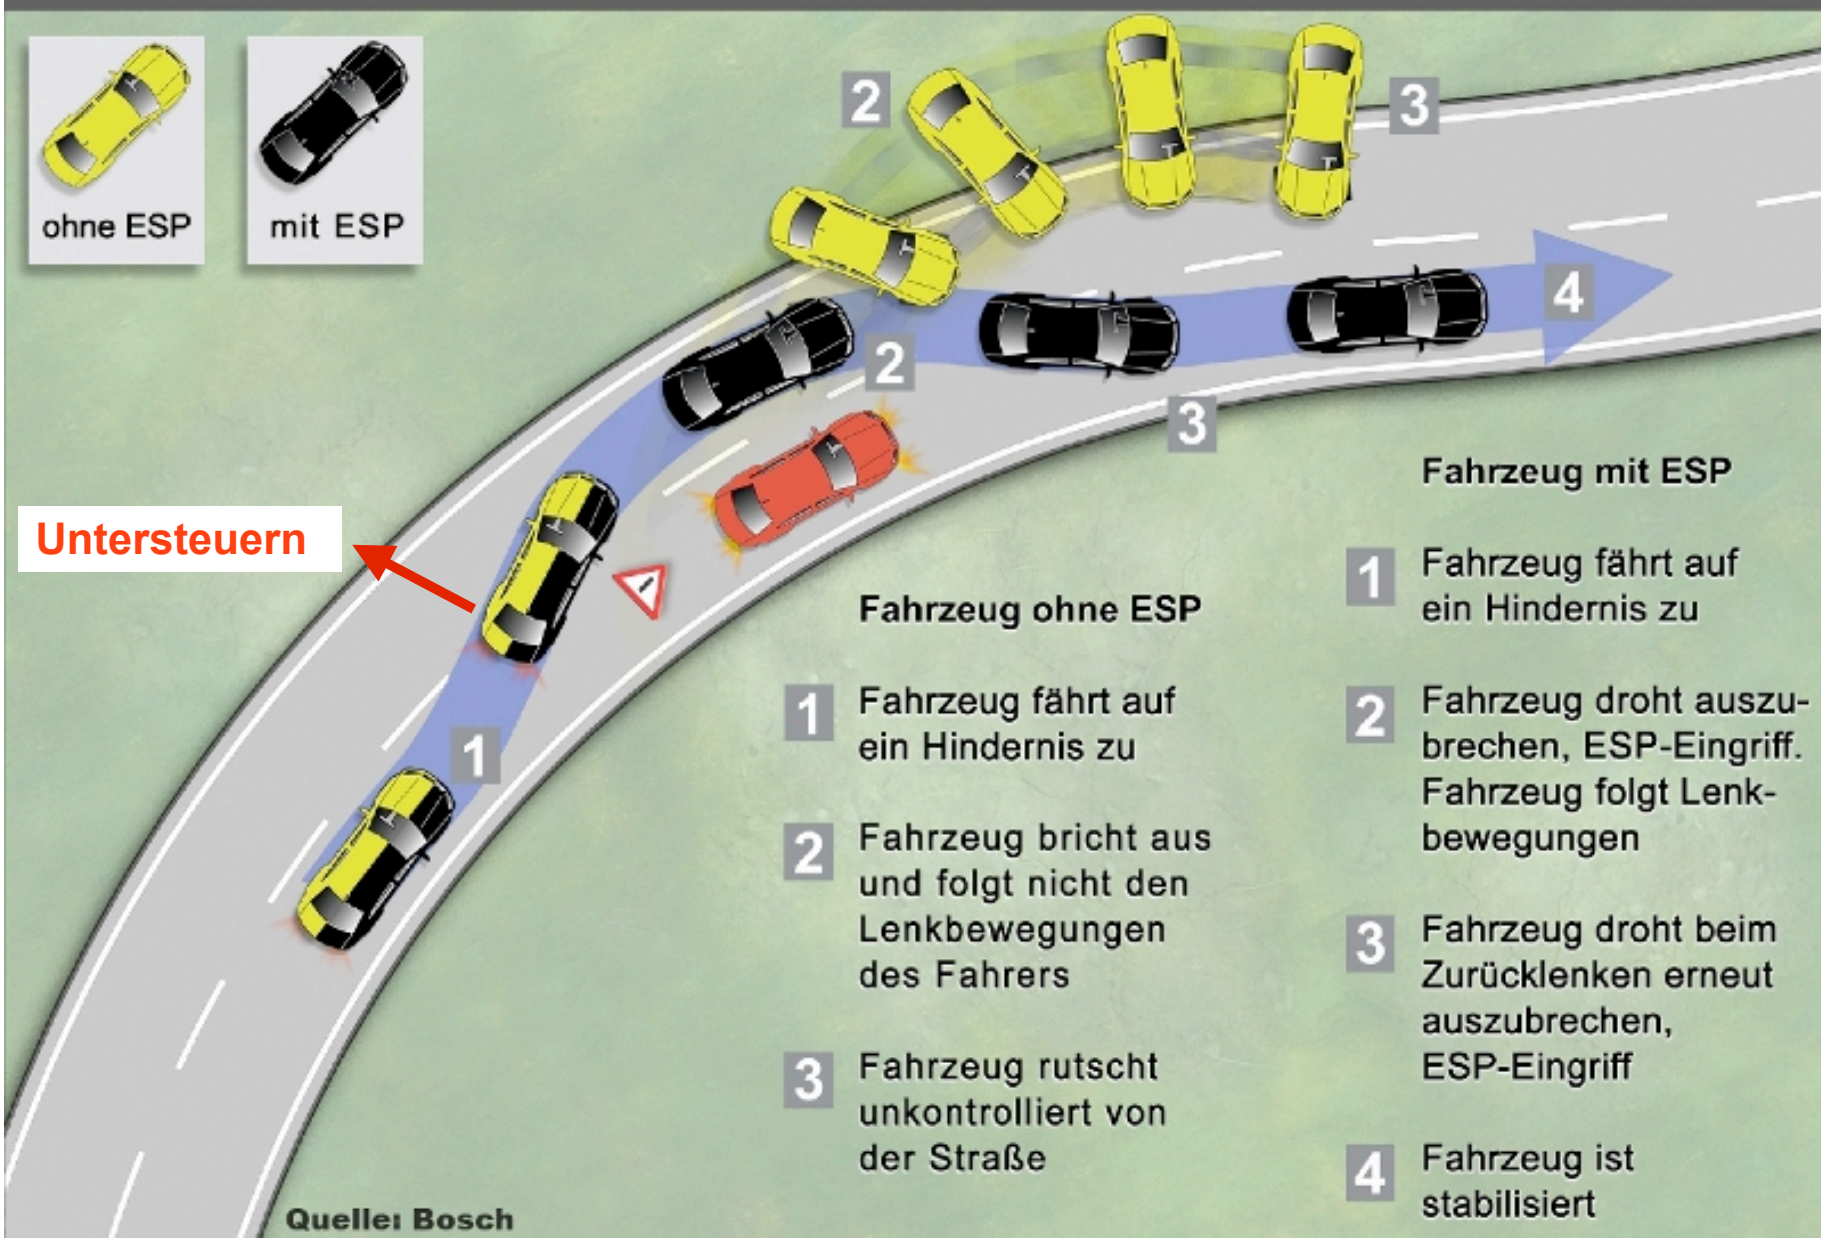 ohne ESP
mit ESP
2
3
4
2
3
Untersteuern
1
Fahrzeug ohne ESP
1
Fahrzeug fährt auf
ein Hindernis zu
2
Fahrzeug bricht aus
und folgt nicht den
Lenkbewegungen
des Fahrers
3
Fahrzeug rutscht
unkontrolliert von
der Straße
Fahrzeug mit ESP
1
Fahrzeug fährt auf
ein Hindernis zu
2
Fahrzeug droht auszu-
brechen, ESP-Eingriff.
Fahrzeug folgt Lenk-
bewegungen
3
Fahrzeug droht beim
Zurücklenken erneut
auszubrechen,
ESP-Eingriff
4
Fahrzeug ist
stabilisiert
Quelle: Bosch